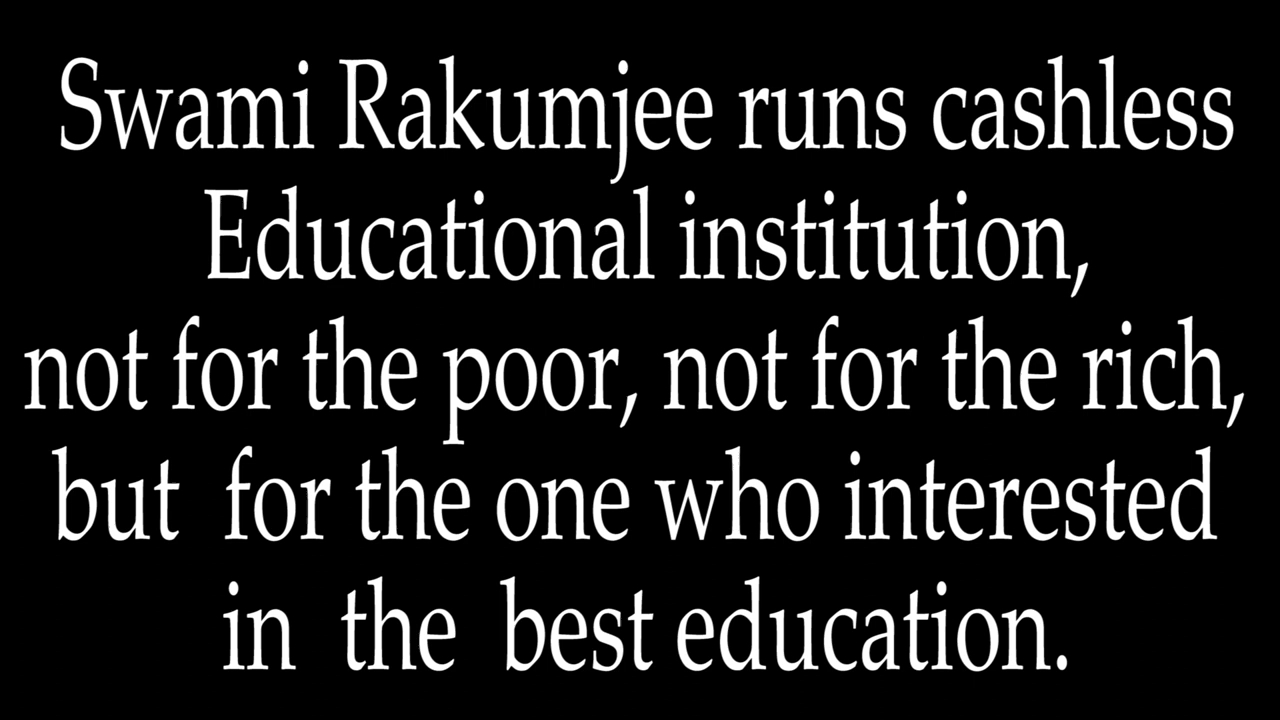 Swami Rakumjee runs cashless
Educational institution,
not for the poor, not for the rich,
but for the one who interested
in the best education.